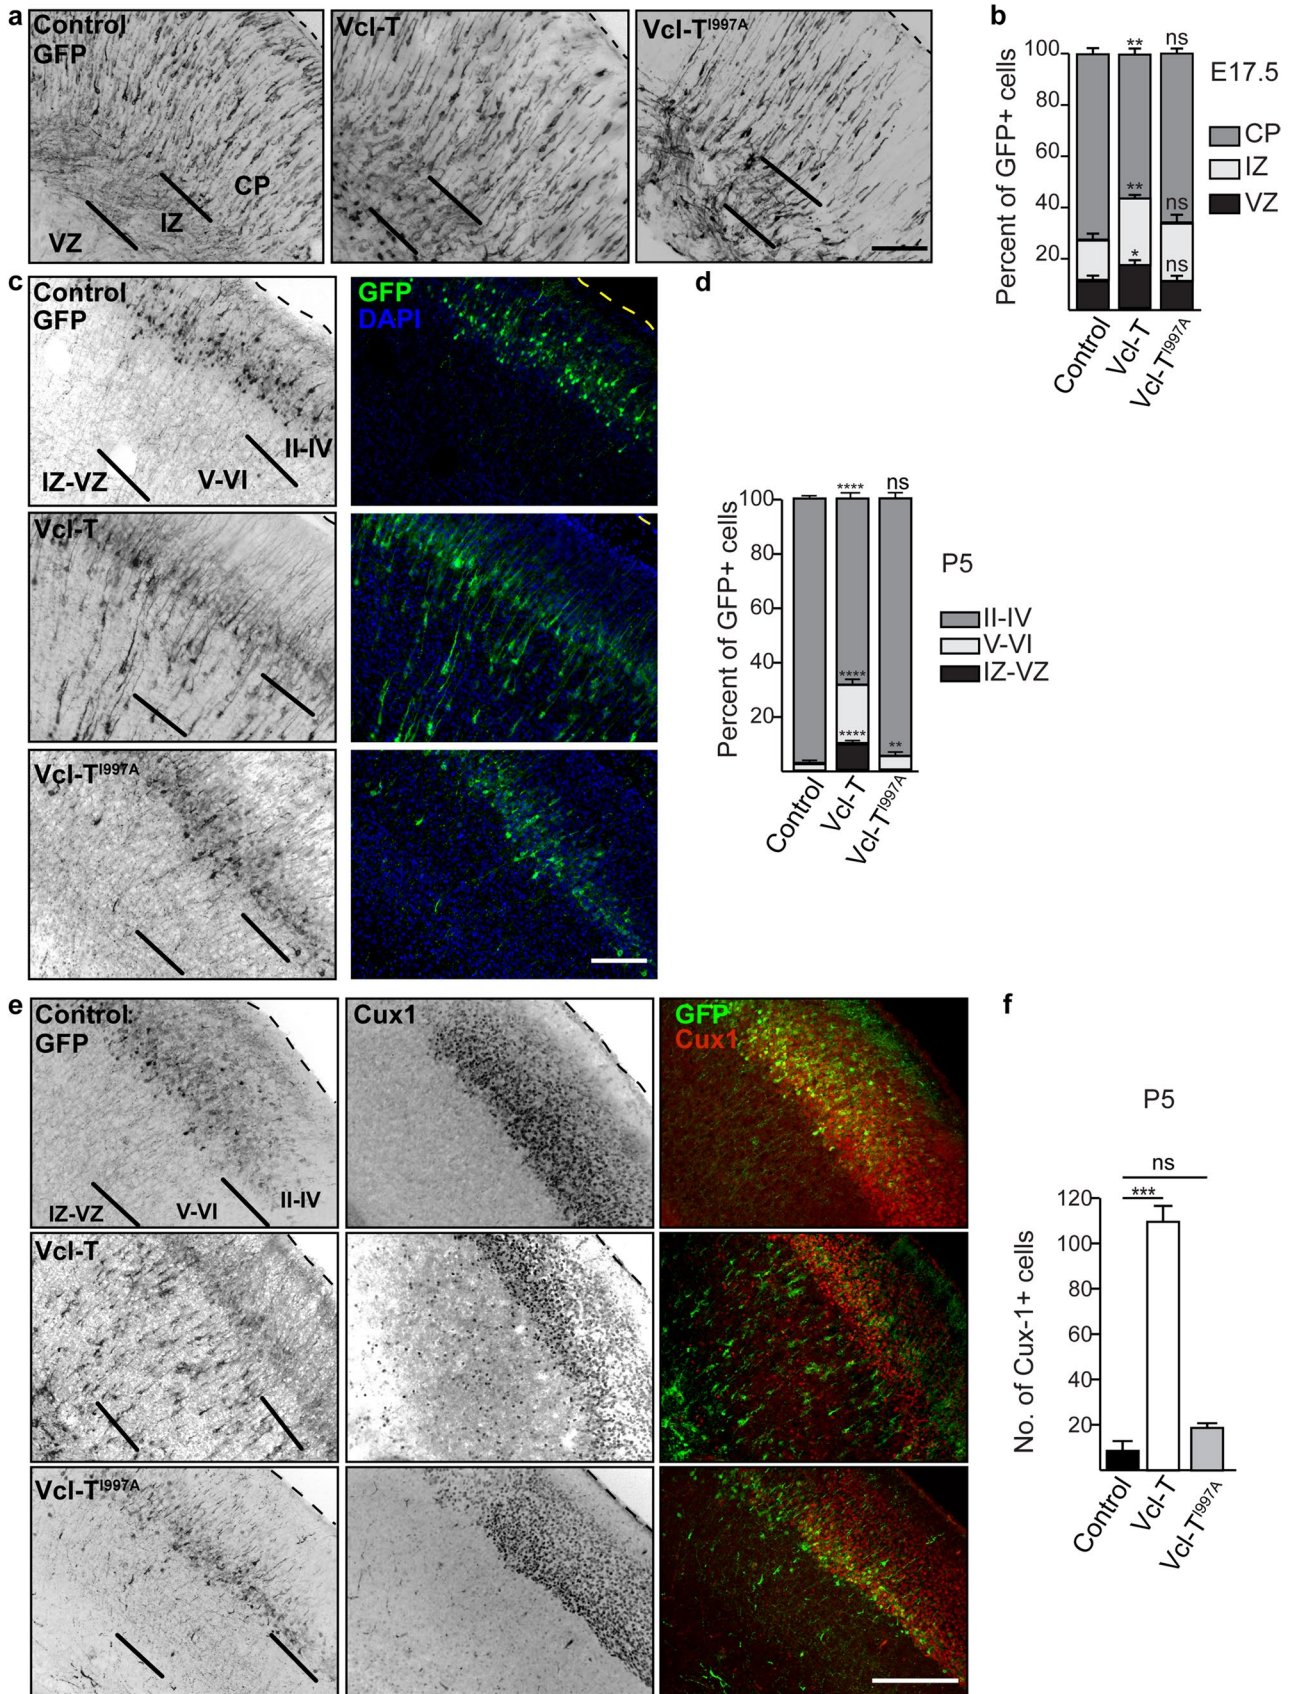 a
Control
GFP
VZ
IZ
CP
Vcl-T
Vcl-T^I997A
b
100
80
60
40
20
Percent of GFP+ cells
**
ns
**
ns
*
ns
Control
Vcl-T
Vcl-T^I997A
E17.5
CP
IZ
VZ
c
Control
GFP
IZ-VZ
V-VI
II-IV
GFP
DAPI
Vcl-T
Vcl-T^I997A
d
100
80
60
40
20
Percent of GFP+ cells
****
ns
****
****
**
Control
Vcl-T
Vcl-T^I997A
P5
II-IV
V-VI
IZ-VZ
e
Control:
GFP
IZ-VZ
V-VI
II-IV
Cux1
GFP
Cux1
Vcl-T
Vcl-T^I997A
f
P5
ns
***
120
100
80
60
40
20
No. of Cux-1+ cells
Control
Vcl-T
Vcl-T^I997A